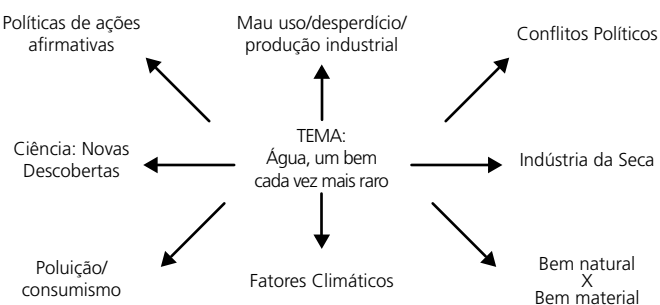 Políticas de ações
afirmativas
Mau uso/desperdício/
produção industrial
Conflitos Políticos
Ciência: Novas
Descobertas
TEMA:
Água, um bem
cada vez mais raro
Indústria da Seca
Poluição/
consumismo
Fatores Climáticos
Bem natural
X
Bem material